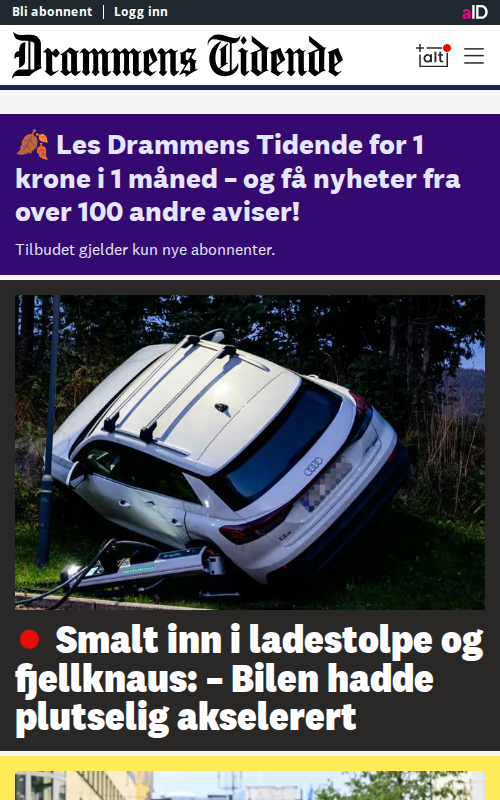 Bli abonnent
Logg inn
aID
Drammens Tidende
+alt
Les Drammens Tidende for 1
krone i 1 måned – og få nyheter fra
over 100 andre aviser!
Tilbudet gjelder kun nye abonnenter.
Smalt inn i ladestolpe og
fjellknaus: – Bilen hadde
plutselig akselerert